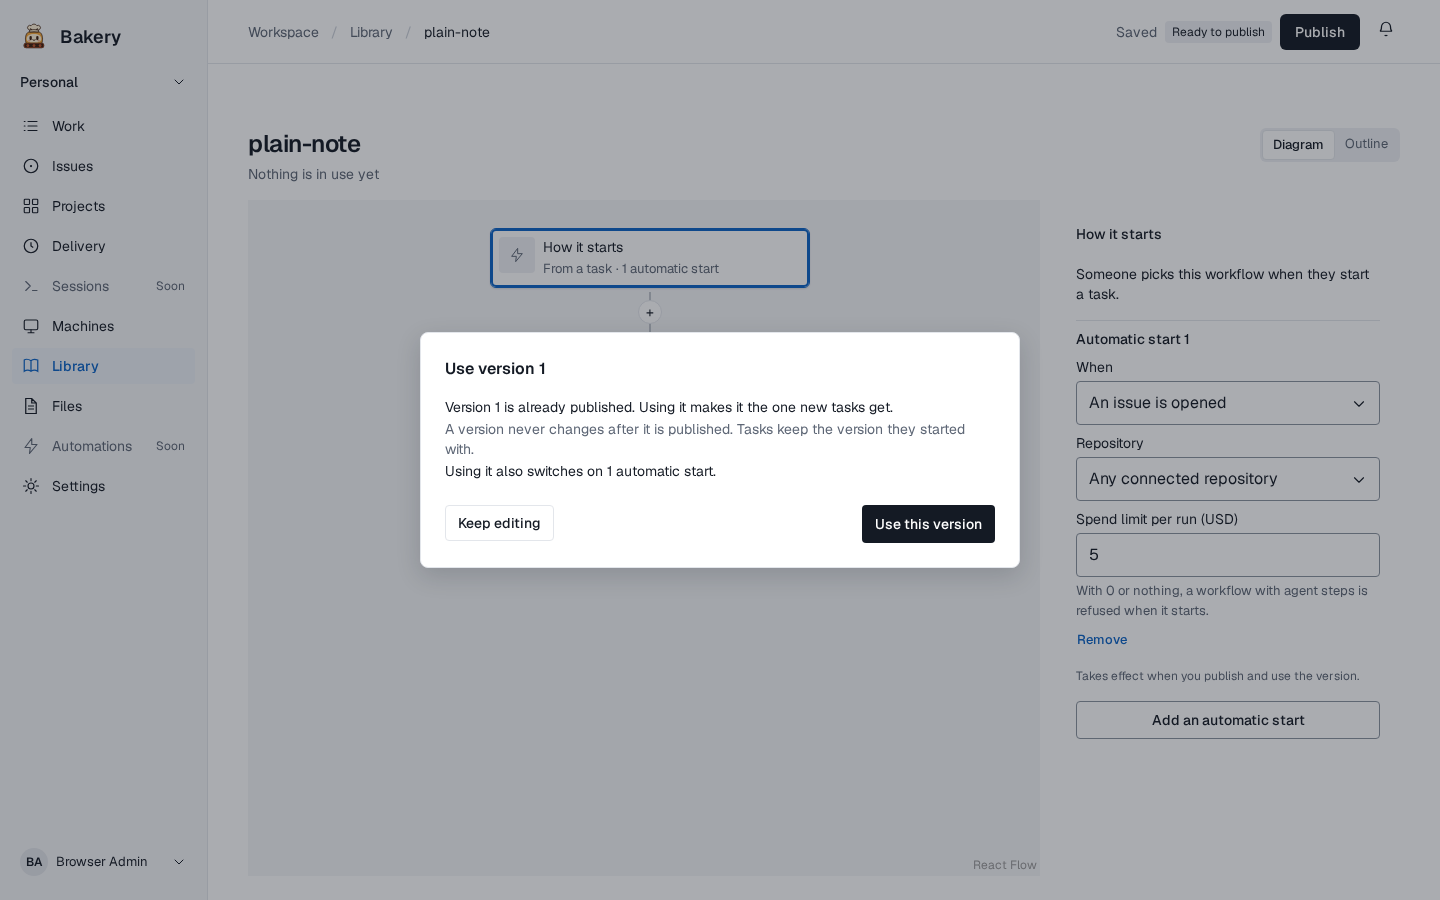 Bakery
Personal
Work
Issues
Projects
Delivery
Sessions Soon
Machines
Library
Files
Automations Soon
Settings
BA Browser Admin
Workspace / Library / plain-note
Saved Ready to publish Publish
plain-note
Nothing is in use yet
Diagram Outline
How it starts
From a task · 1 automatic start
+
Use version 1
Version 1 is already published. Using it makes it the one new tasks get.
A version never changes after it is published. Tasks keep the version they started
with.
Using it also switches on 1 automatic start.
Keep editing Use this version
React Flow
How it starts
Someone picks this workflow when they start
a task.
Automatic start 1
When
An issue is opened
Repository
Any connected repository
Spend limit per run (USD)
5
With 0 or nothing, a workflow with agent steps is
refused when it starts.
Remove
Takes effect when you publish and use the version.
Add an automatic start